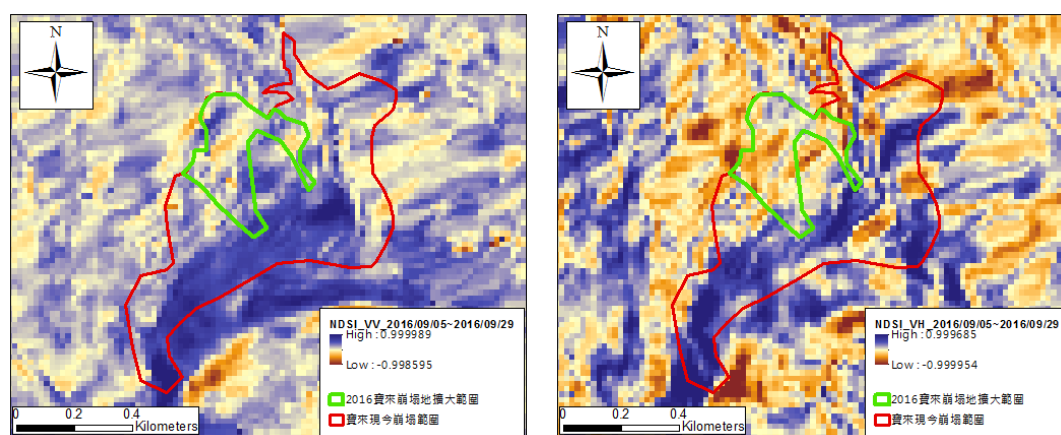 N
NDSI_VV_2016/09/05~2016/09/29
High : 0.999989
Low : -0.998595
2016寶來崩塌地擴大範圍
寶來現今崩塌範圍
0 0.2 0.4
Kilometers
N
NDSI_VH_2016/09/05~2016/09/29
High : 0.999685
Low : -0.999954
2016寶來崩塌地擴大範圍
寶來現今崩塌範圍
0 0.2 0.4
Kilometers